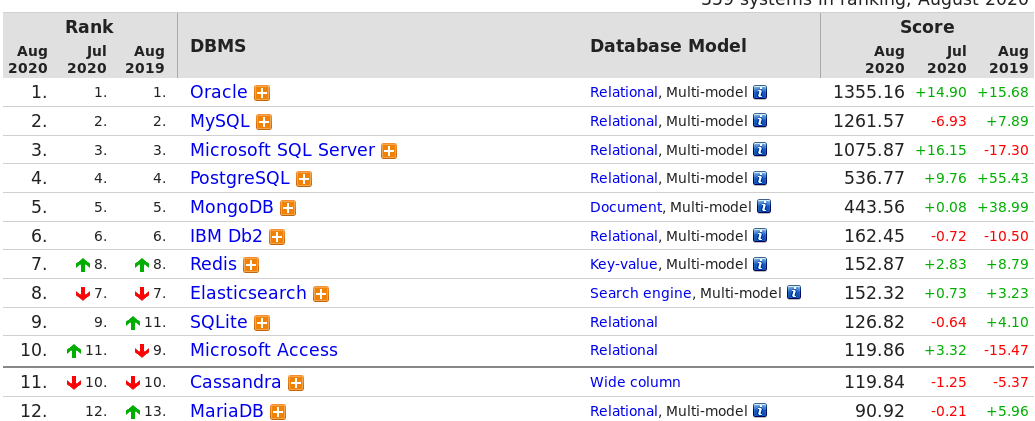 339 systems in ranking, August 2020
Rank DBMS Database Model Score
Aug 2020 Jul 2020 Aug 2019 Aug 2020 Jul 2020 Aug 2019
1. 1. 1. Oracle Relational, Multi-model i 1355.16 +14.90 +15.68
2. 2. 2. MySQL Relational, Multi-model i 1261.57 -6.93 +7.89
3. 3. 3. Microsoft SQL Server Relational, Multi-model i 1075.87 +16.15 -17.30
4. 4. 4. PostgreSQL Relational, Multi-model i 536.77 +9.76 +55.43
5. 5. 5. MongoDB Document, Multi-model i 443.56 +0.08 +38.99
6. 6. 6. IBM Db2 Relational, Multi-model i 162.45 -0.72 -10.50
7. 8. 8. Redis Key-value, Multi-model i 152.87 +2.83 +8.79
8. 7. 7. Elasticsearch Search engine, Multi-model i 152.32 +0.73 +3.23
9. 9. 11. SQLite Relational 126.82 -0.64 +4.10
10. 11. 9. Microsoft Access Relational 119.86 +3.32 -15.47
11. 10. 10. Cassandra Wide column 119.84 -1.25 -5.37
12. 12. 13. MariaDB Relational, Multi-model i 90.92 -0.21 +5.96